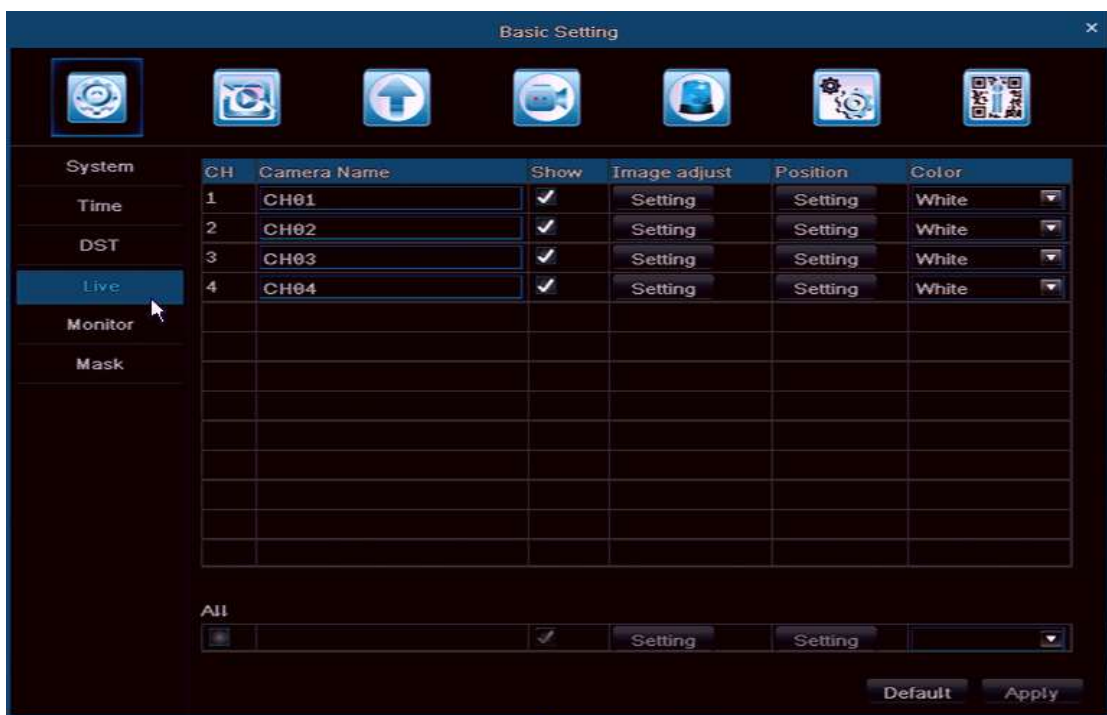 Basic Setting ×
System
Time
DST
Live
Monitor
Mask
CH Camera Name Show Image adjust Position Color
1 CH01 Setting Setting White
2 CH02 Setting Setting White
3 CH03 Setting Setting White
4 CH04 Setting Setting White
All
Setting Setting
Default Apply